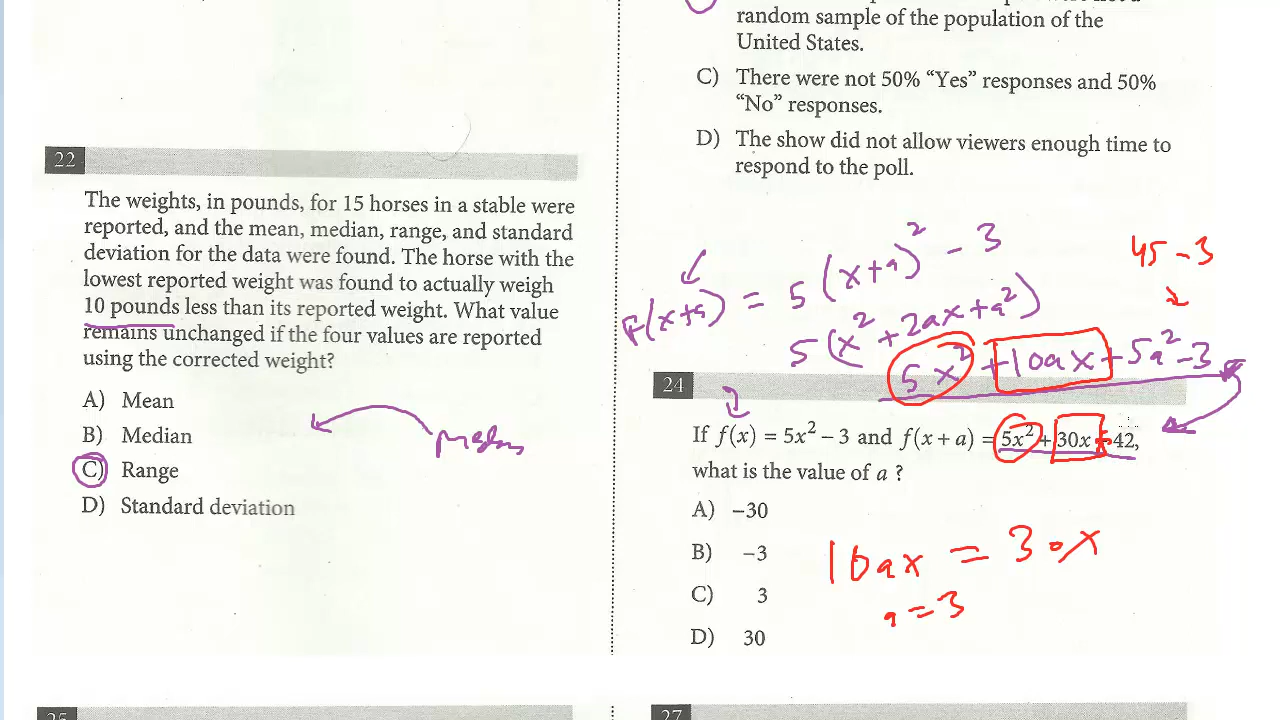 22
The weights, in pounds, for 15 horses in a stable were
reported, and the mean, median, range, and standard
deviation for the data were found. The horse with the
lowest reported weight was found to actually weigh
10 pounds less than its reported weight. What value
remains unchanged if the four values are reported
using the corrected weight?
A) Mean
B) Median
C) Range
D) Standard deviation
random sample of the population of the
United States.
C) There were not 50% “Yes” responses and 50%
“No” responses.
D) The show did not allow viewers enough time to
respond to the poll.
f(x+a) = 5(x+a)² - 3
5(x²+2ax+a²)
5x² +10ax+5a²-3
45-3
24
If f(x) = 5x² − 3 and f(x + a) = 5x² + 30x + 42,
what is the value of a ?
A) −30
B) −3
C) 3
D) 30
10ax = 30x
a=3
25
27